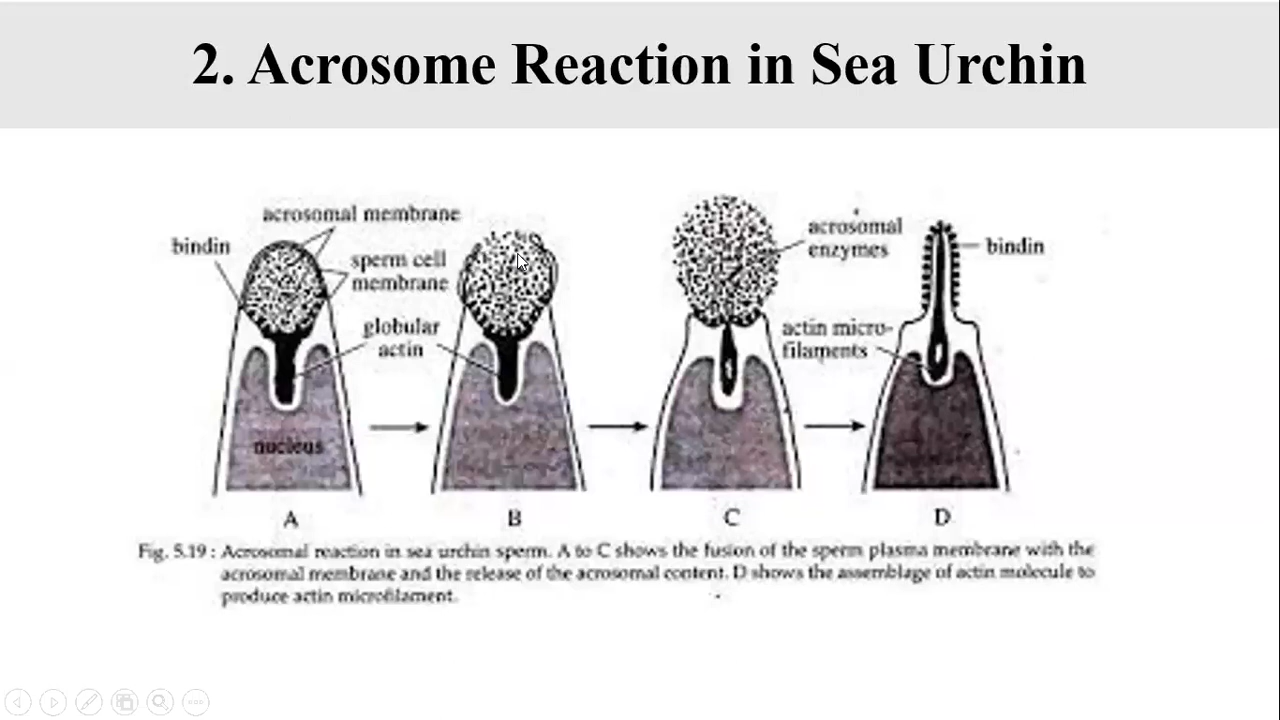 2. Acrosome Reaction in Sea Urchin
acrosomal membrane
bindin
sperm cell
membrane
globular
actin
nucleus
acrosomal
enzymes
bindin
actin micro-
filaments
A
B
C
D
Fig. 5.19 : Acrosomal reaction in sea urchin sperm. A to C shows the fusion of the sperm plasma membrane with the
acrosomal membrane and the release of the acrosomal content. D shows the assemblage of actin molecule to
produce actin microfilament.